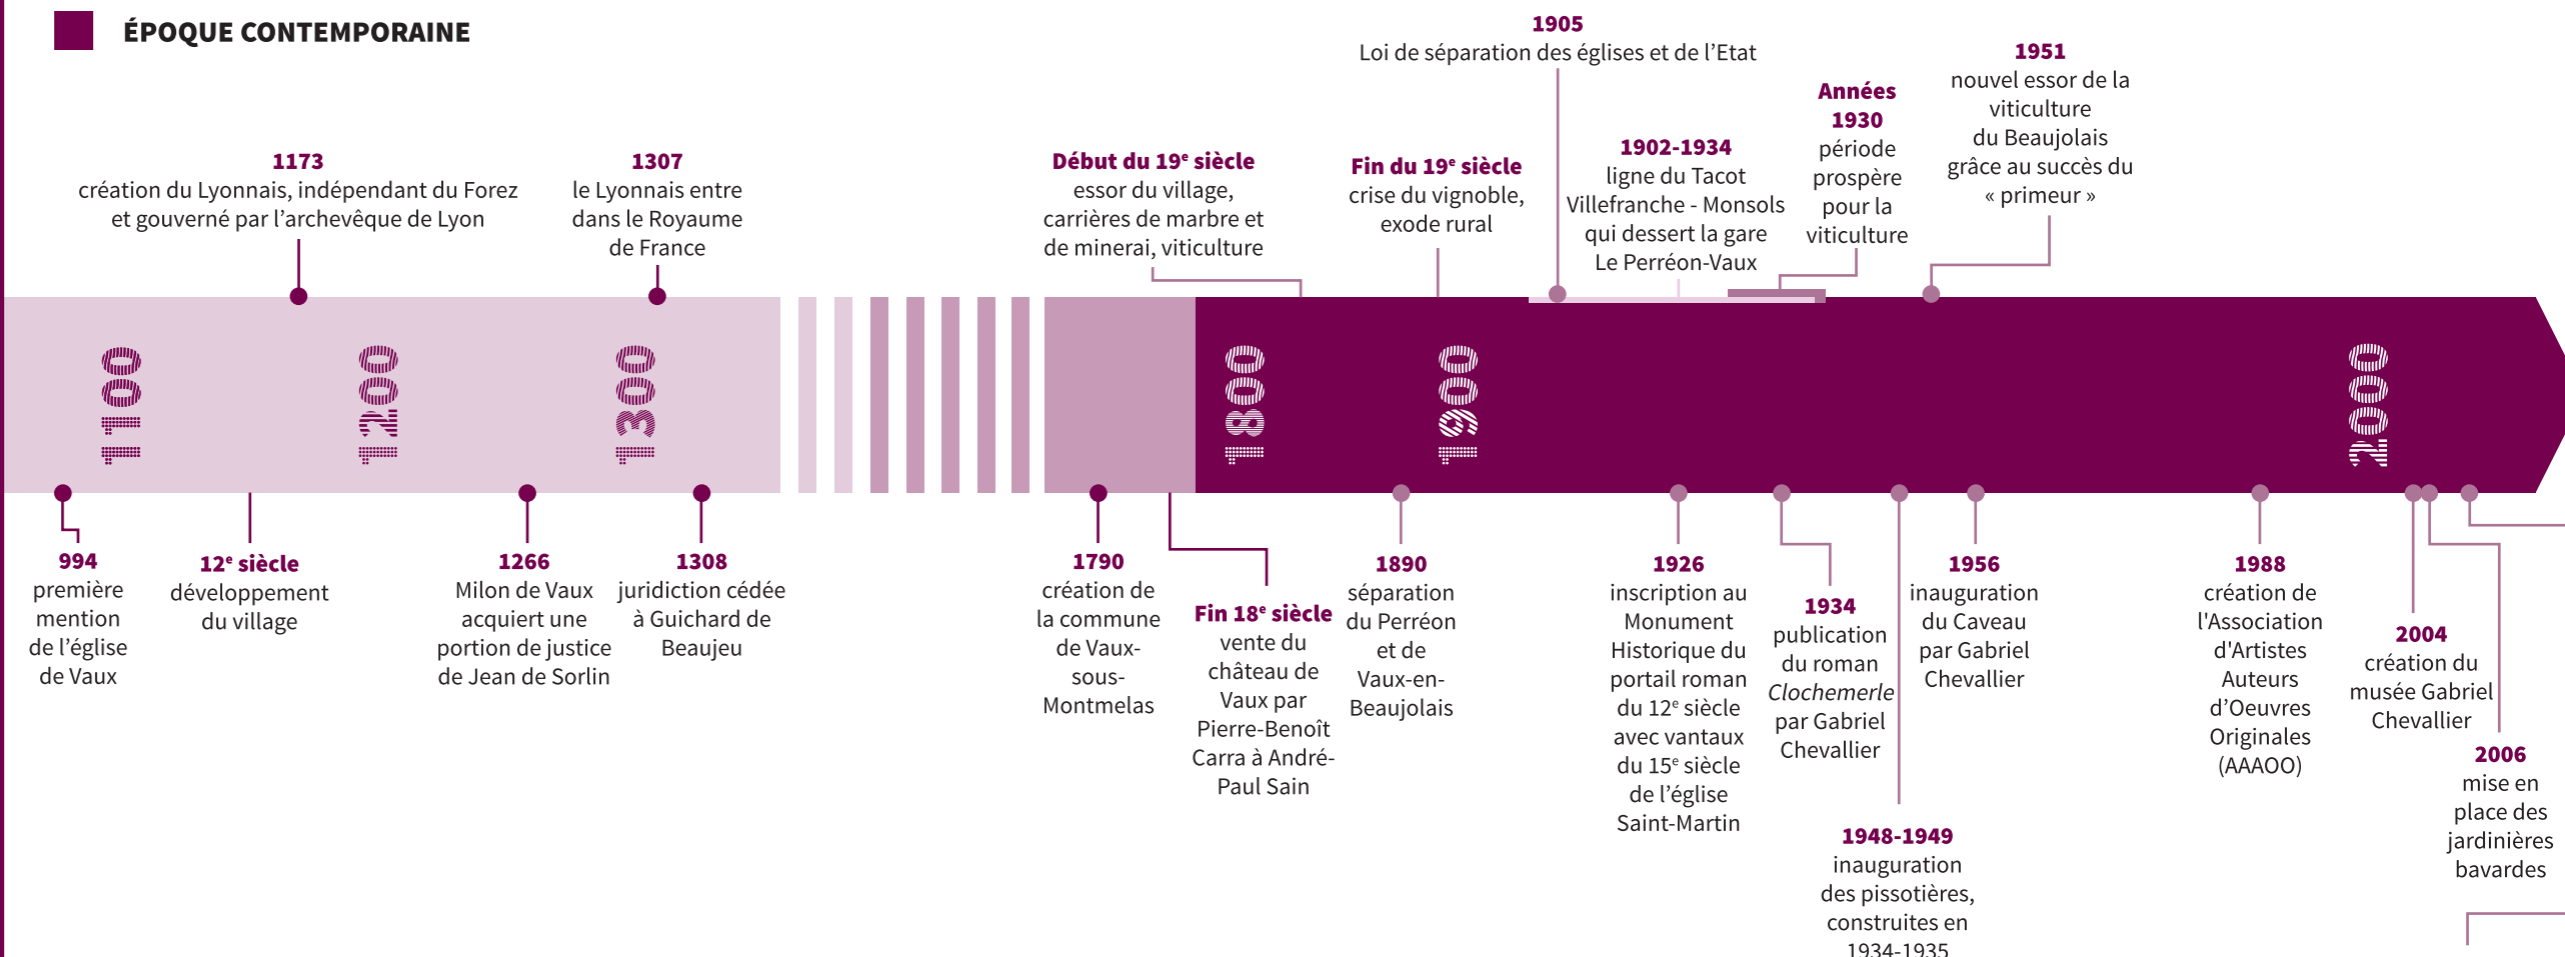 ÉPOQUE CONTEMPORAINE
1173
création du Lyonnais, indépendant du Forez
et gouverné par l’archevêque de Lyon
1307
le Lyonnais entre
dans le Royaume
de France
Début du 19e siècle
essor du village,
carrières de marbre et
de minerai, viticulture
Fin du 19e siècle
crise du vignoble,
exode rural
1905
Loi de séparation des églises et de l’Etat
1902-1934
ligne du Tacot
Villefranche - Monsols
qui dessert la gare
Le Perréon-Vaux
Années
1930
période
prospère
pour la
viticulture
1951
nouvel essor de la
viticulture
du Beaujolais
grâce au succès du
« primeur »
1100
1200
1300
1800
1900
2000
994
première
mention
de l’église
de Vaux
12e siècle
développement
du village
1266
Milon de Vaux
acquiert une
portion de justice
de Jean de Sorlin
1308
juridiction cédée
à Guichard de
Beaujeu
1790
création de
la commune
de Vaux-
sous-
Montmelas
Fin 18e siècle
vente du
château de
Vaux par
Pierre-Benoît
Carra à André-
Paul Sain
1890
séparation
du Perréon
et de
Vaux-en-
Beaujolais
1926
inscription au
Monument
Historique du
portail roman
du 12e siècle
avec vantaux
du 15e siècle
de l’église
Saint-Martin
1934
publication
du roman
Clochemerle
par Gabriel
Chevallier
1948-1949
inauguration
des pissotières,
construites en
1934-1935
1956
inauguration
du Caveau
par Gabriel
Chevallier
1988
création de
l'Association
d'Artistes
Auteurs
d’Oeuvres
Originales
(AAAOO)
2004
création du
musée Gabriel
Chevallier
2006
mise en
place des
jardinières
bavardes